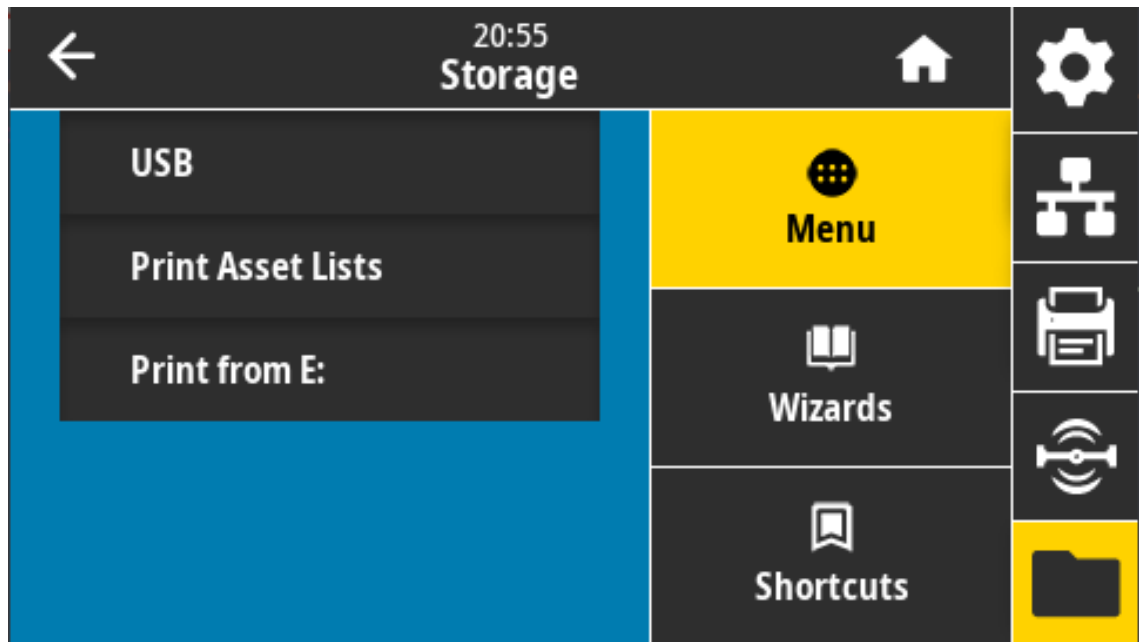 20:55
Storage
USB
Print Asset Lists
Print from E:
Menu
Wizards
Shortcuts